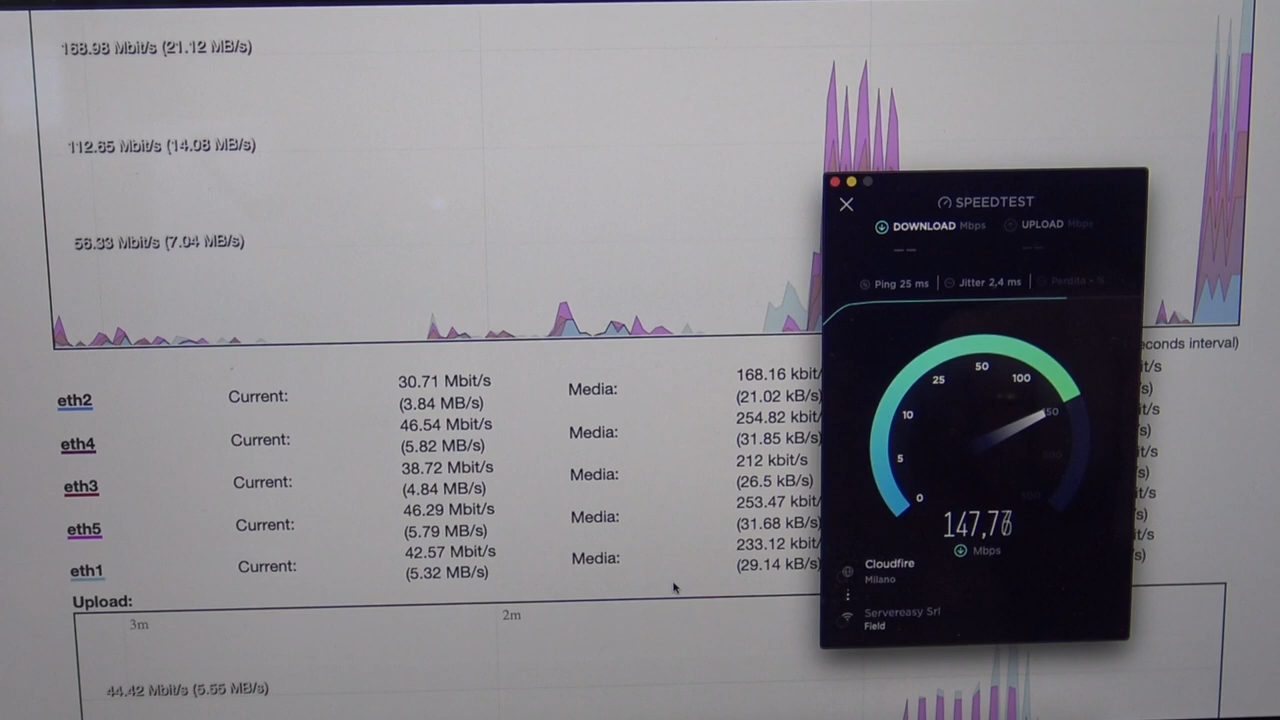 168.98 Mbit/s (21.12 MB/s)
112.65 Mbit/s (14.08 MB/s)
56.33 Mbit/s (7.04 MB/s)
econds interval)
eth2 Current: 30.71 Mbit/s (3.84 MB/s) Media: 168.16 kbit/ (21.02 kB/s)
eth4 Current: 46.54 Mbit/s (5.82 MB/s) Media: 254.82 kbit/ (31.85 kB/s)
eth3 Current: 38.72 Mbit/s (4.84 MB/s) Media: 212 kbit/s (26.5 kB/s)
eth5 Current: 46.29 Mbit/s (5.79 MB/s) Media: 253.47 kbit/ (31.68 kB/s)
eth1 Current: 42.57 Mbit/s (5.32 MB/s) Media: 233.12 kbit/ (29.14 kB/s)
Upload:
3m 2m
44.42 Mbit/s (5.55 MB/s)
SPEEDTEST
DOWNLOAD Mbps UPLOAD Mbps
Ping 25 ms Jitter 2,4 ms Perdita - %
0
5
10
25
50
100
Mbps
Cloudfire
Milano
Servereasy Srl
Field